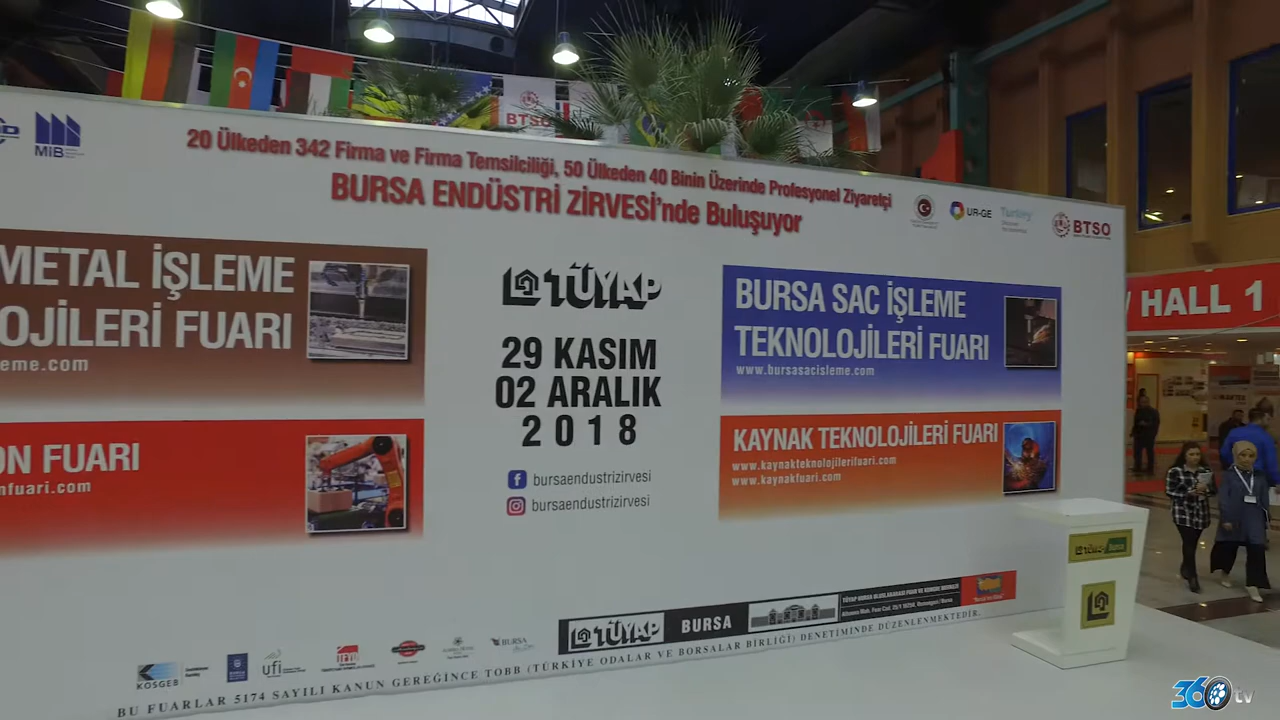 BTSO
MIB
20 Ülkeden 342 Firma ve Firma Temsilciliği, 50 Ülkeden 40 Binin Üzerinde Profesyonel Ziyaretçi
BURSA ENDÜSTRİ ZİRVESİ'nde Buluşuyor
UR-GE
Turkey
BTSO
METAL İŞLEME
OJİLERİ FUARI
eme.com
TÜYAP
29 KASIM
02 ARALIK
2018
bursaendustrizirvesi
bursaendustrizirvesi
BURSA SAC İŞLEME
TEKNOLOJİLERİ FUARI
www.bursasacisleme.com
HALL 1
ON FUARI
nfuari.com
KAYNAK TEKNOLOJİLERİ FUARI
www.kaynakteknolojilerifuari.com
www.kaynakfuari.com
KOSGEB
ufi
BURSA
TÜYAP
BURSA
BU FUARLAR 5174 SAYILI KANUN GEREĞİNCE TOBB (TÜRKİYE ODALAR VE BORSALAR BİRLİĞİ) DENETİMİNDE DÜZENLENMEKTEDİR.
360tv